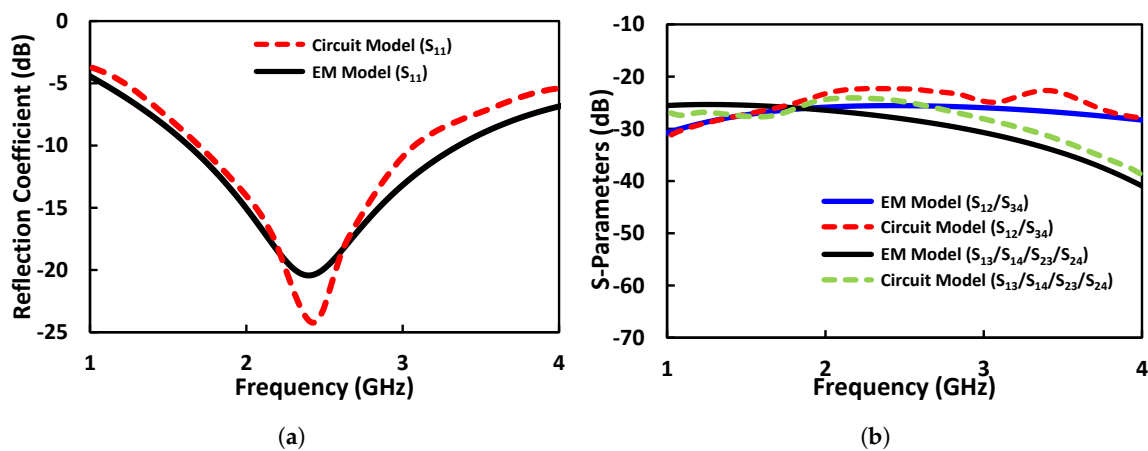 0
-5
-10
-15
-20
-25
Reflection Coefficient (dB)
Circuit Model (S₁₁)
EM Model (S₁₁)
1 2 3 4
Frequency (GHz)
(a)
-10
-20
-30
-40
-50
-60
-70
S-Parameters (dB)
EM Model (S₁₂/S₃₄)
Circuit Model (S₁₂/S₃₄)
EM Model (S₁₃/S₁₄/S₂₃/S₂₄)
Circuit Model (S₁₃/S₁₄/S₂₃/S₂₄)
1 2 3 4
Frequency (GHz)
(b)